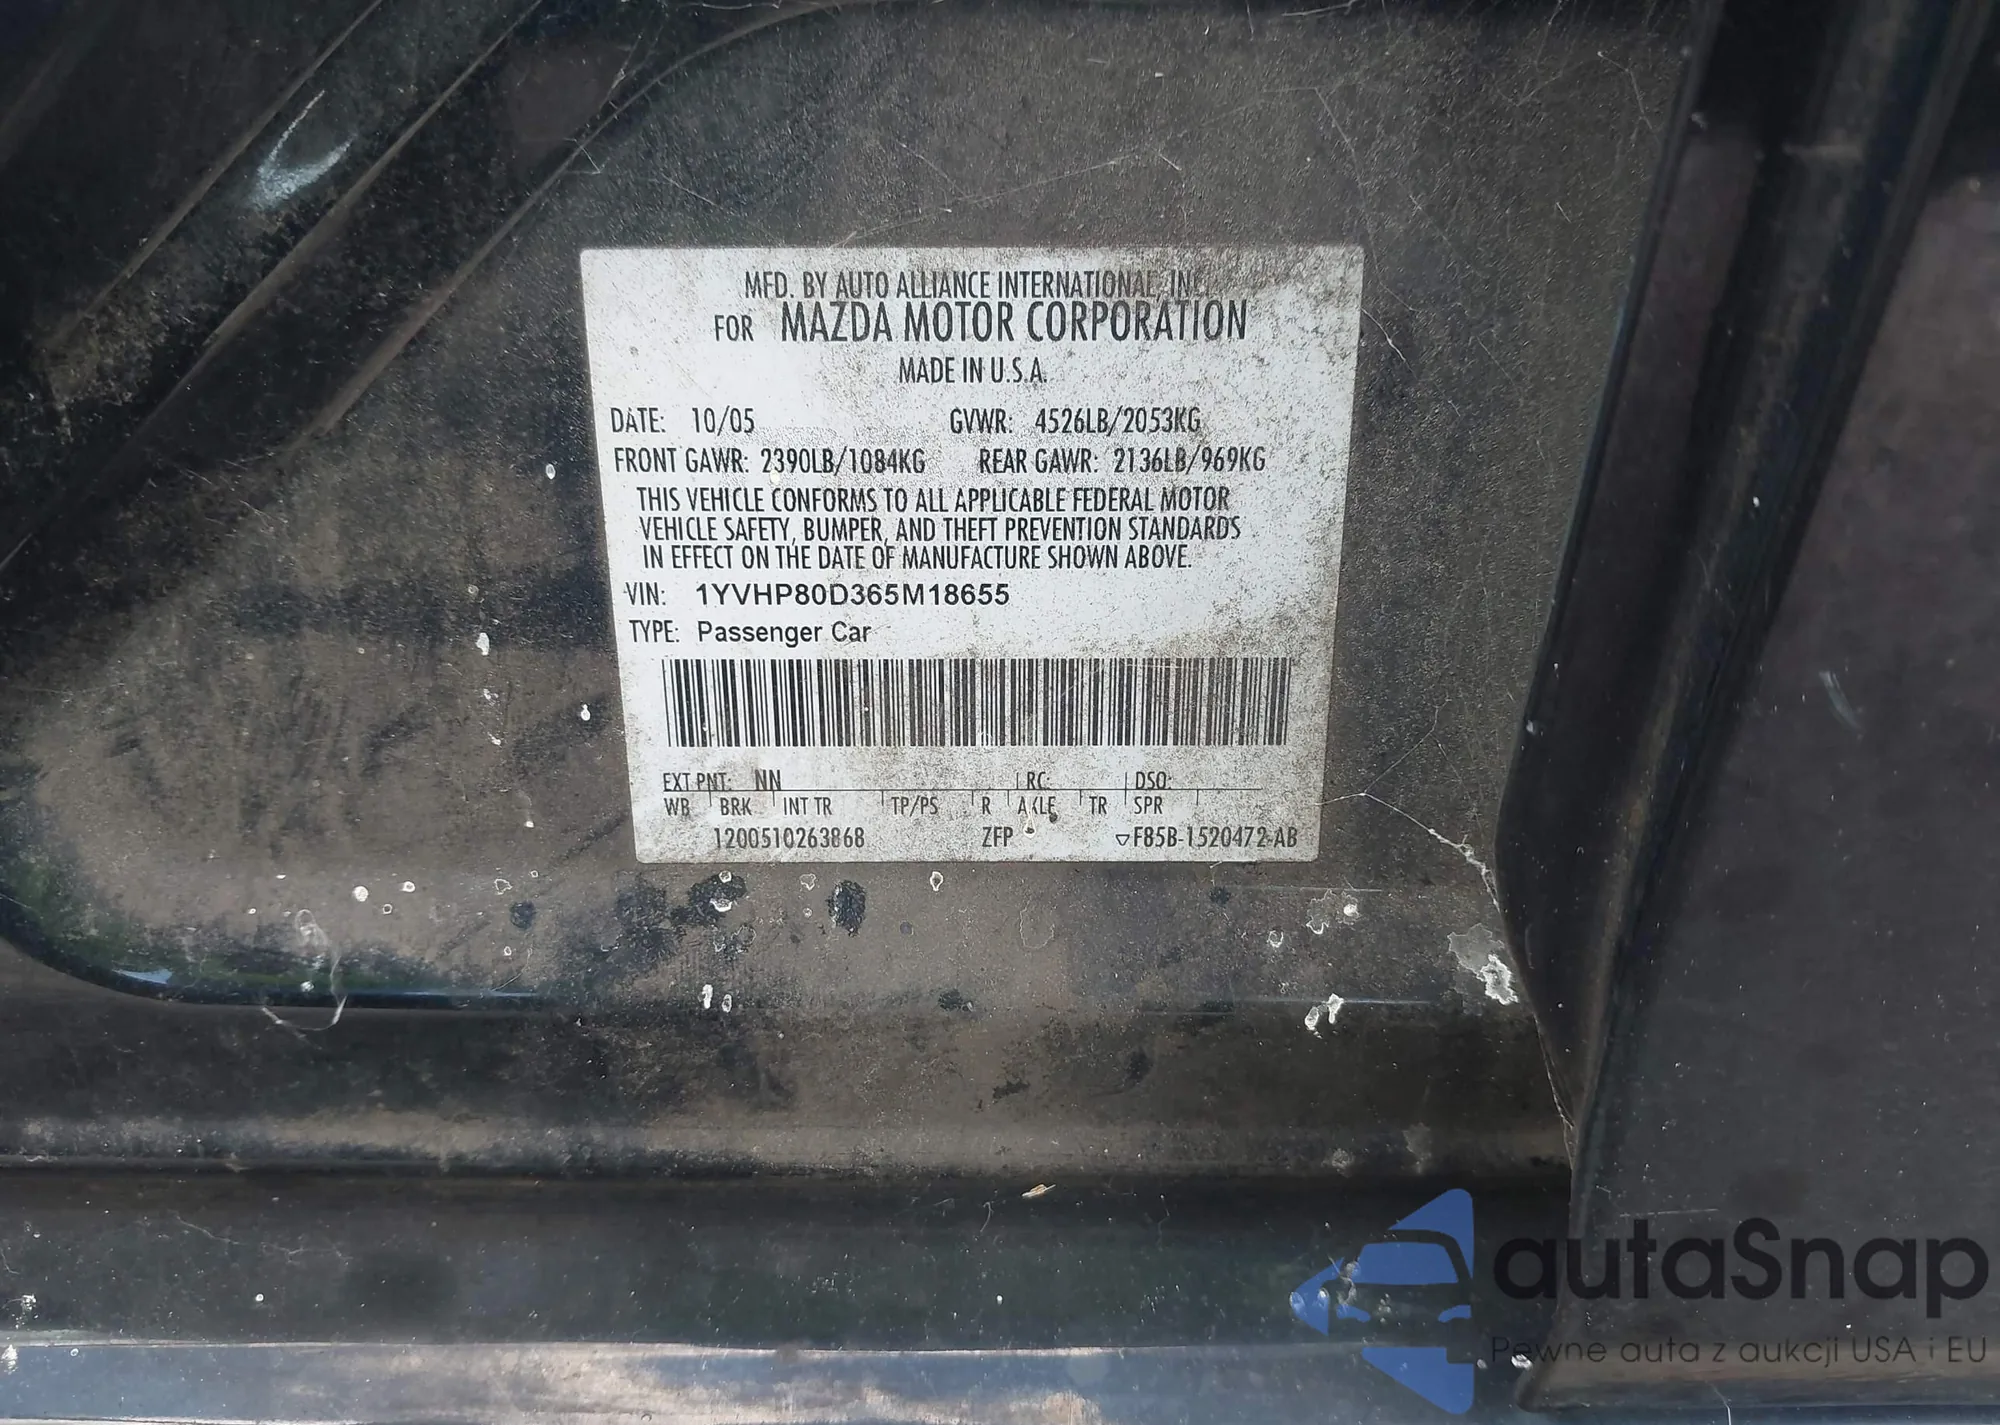 MFD. BY AUTO ALLIANCE INTERNATIONAL, INC.
FOR MAZDA MOTOR CORPORATION
MADE IN U.S.A.
DATE: 10/05 GVWR: 4526LB/2053KG
FRONT GAWR: 2390LB/1084KG REAR GAWR: 2136LB/969KG
THIS VEHICLE CONFORMS TO ALL APPLICABLE FEDERAL MOTOR
VEHICLE SAFETY, BUMPER, AND THEFT PREVENTION STANDARDS
IN EFFECT ON THE DATE OF MANUFACTURE SHOWN ABOVE.
VIN: 1YVHP80D365M18655
TYPE: Passenger Car
EXT PNT: NN RC: DSO:
WB BRK INT TR TP/PS R AXLE TR SPR
1200510263868 ZFP ▽F85B-1520472-AB
autaSnap
Pewne auta z aukcji USA i EU